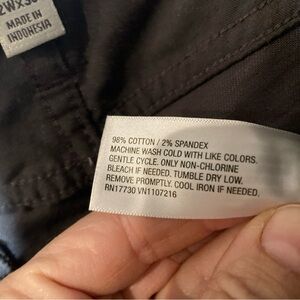 2WX30
MADE IN
INDONESIA
98% COTTON / 2% SPANDEX
MACHINE WASH COLD WITH LIKE COLORS.
GENTLE CYCLE. ONLY NON-CHLORINE
BLEACH IF NEEDED. TUMBLE DRY LOW.
REMOVE PROMPTLY. COOL IRON IF NEEDED.
RN17730 VN1107216